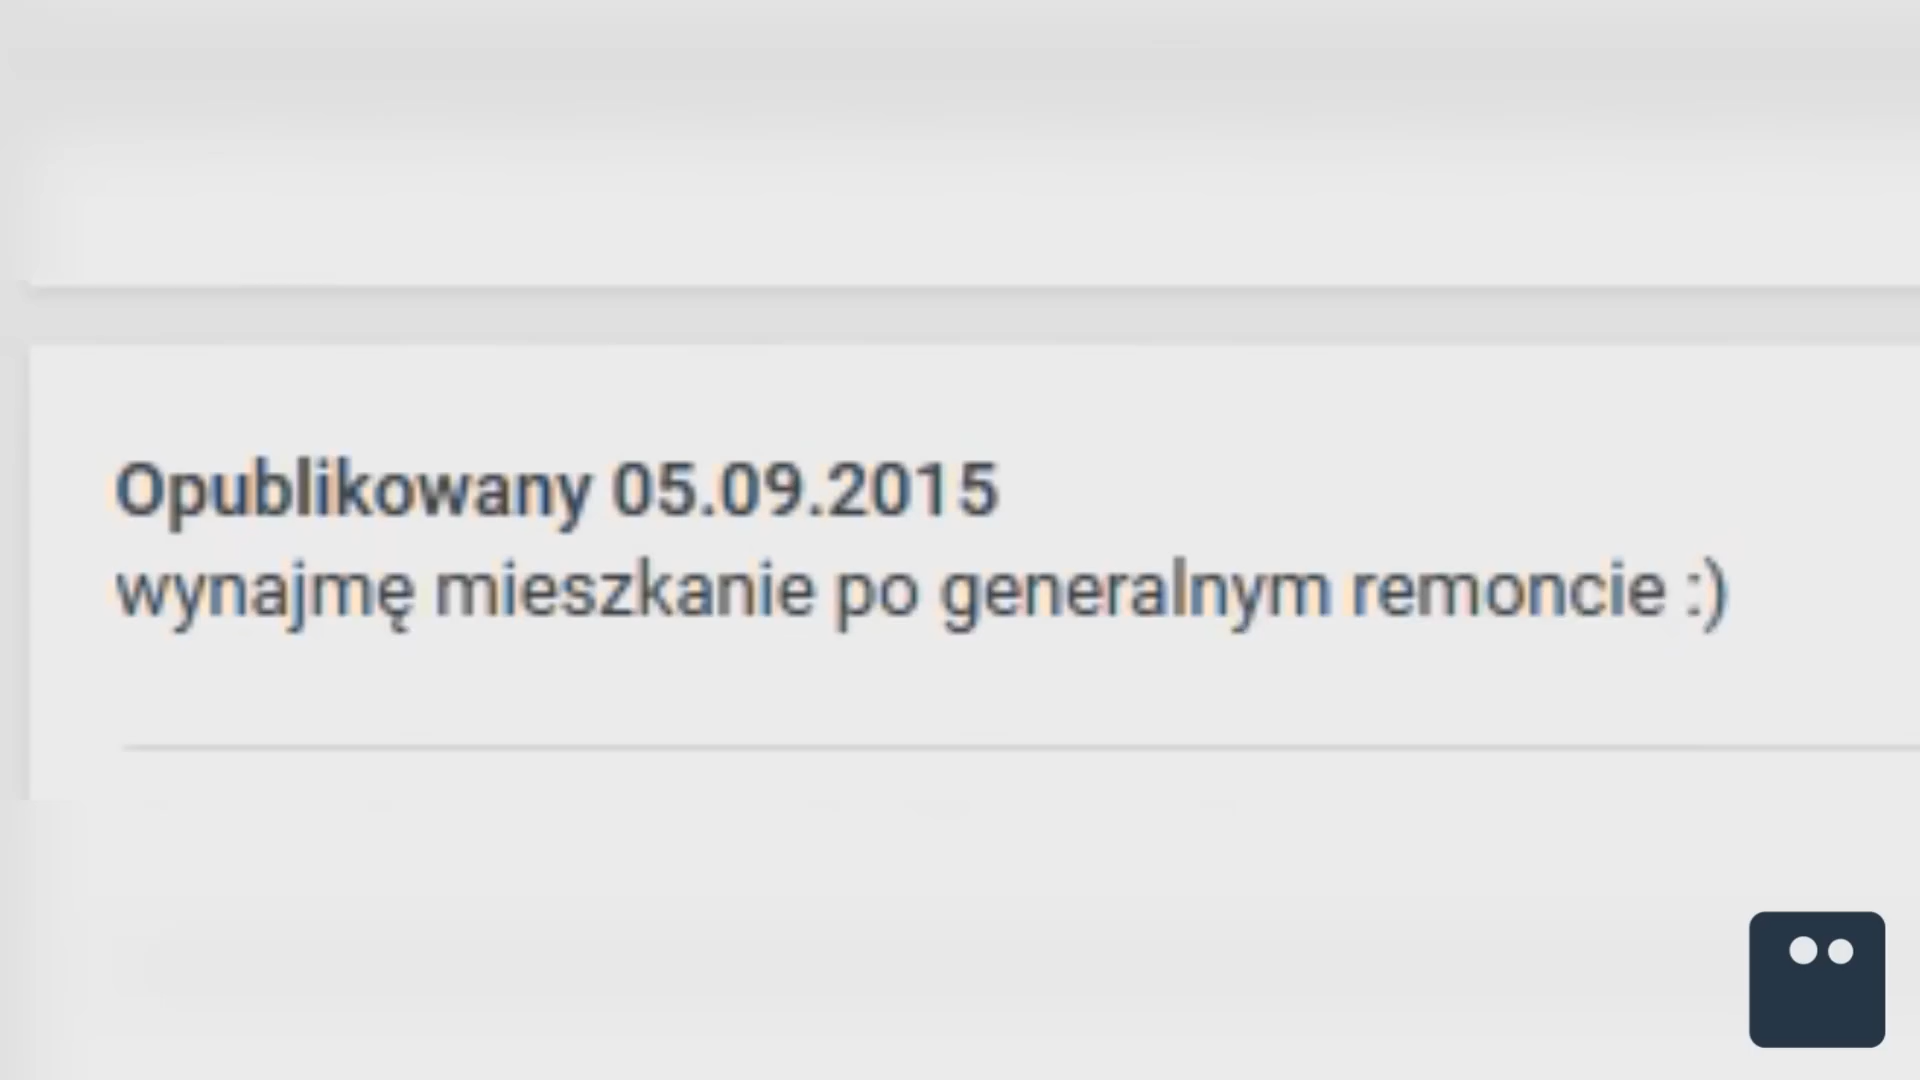 Opublikowany 05.09.2015
wynajmę mieszkanie po generalnym remoncie :)